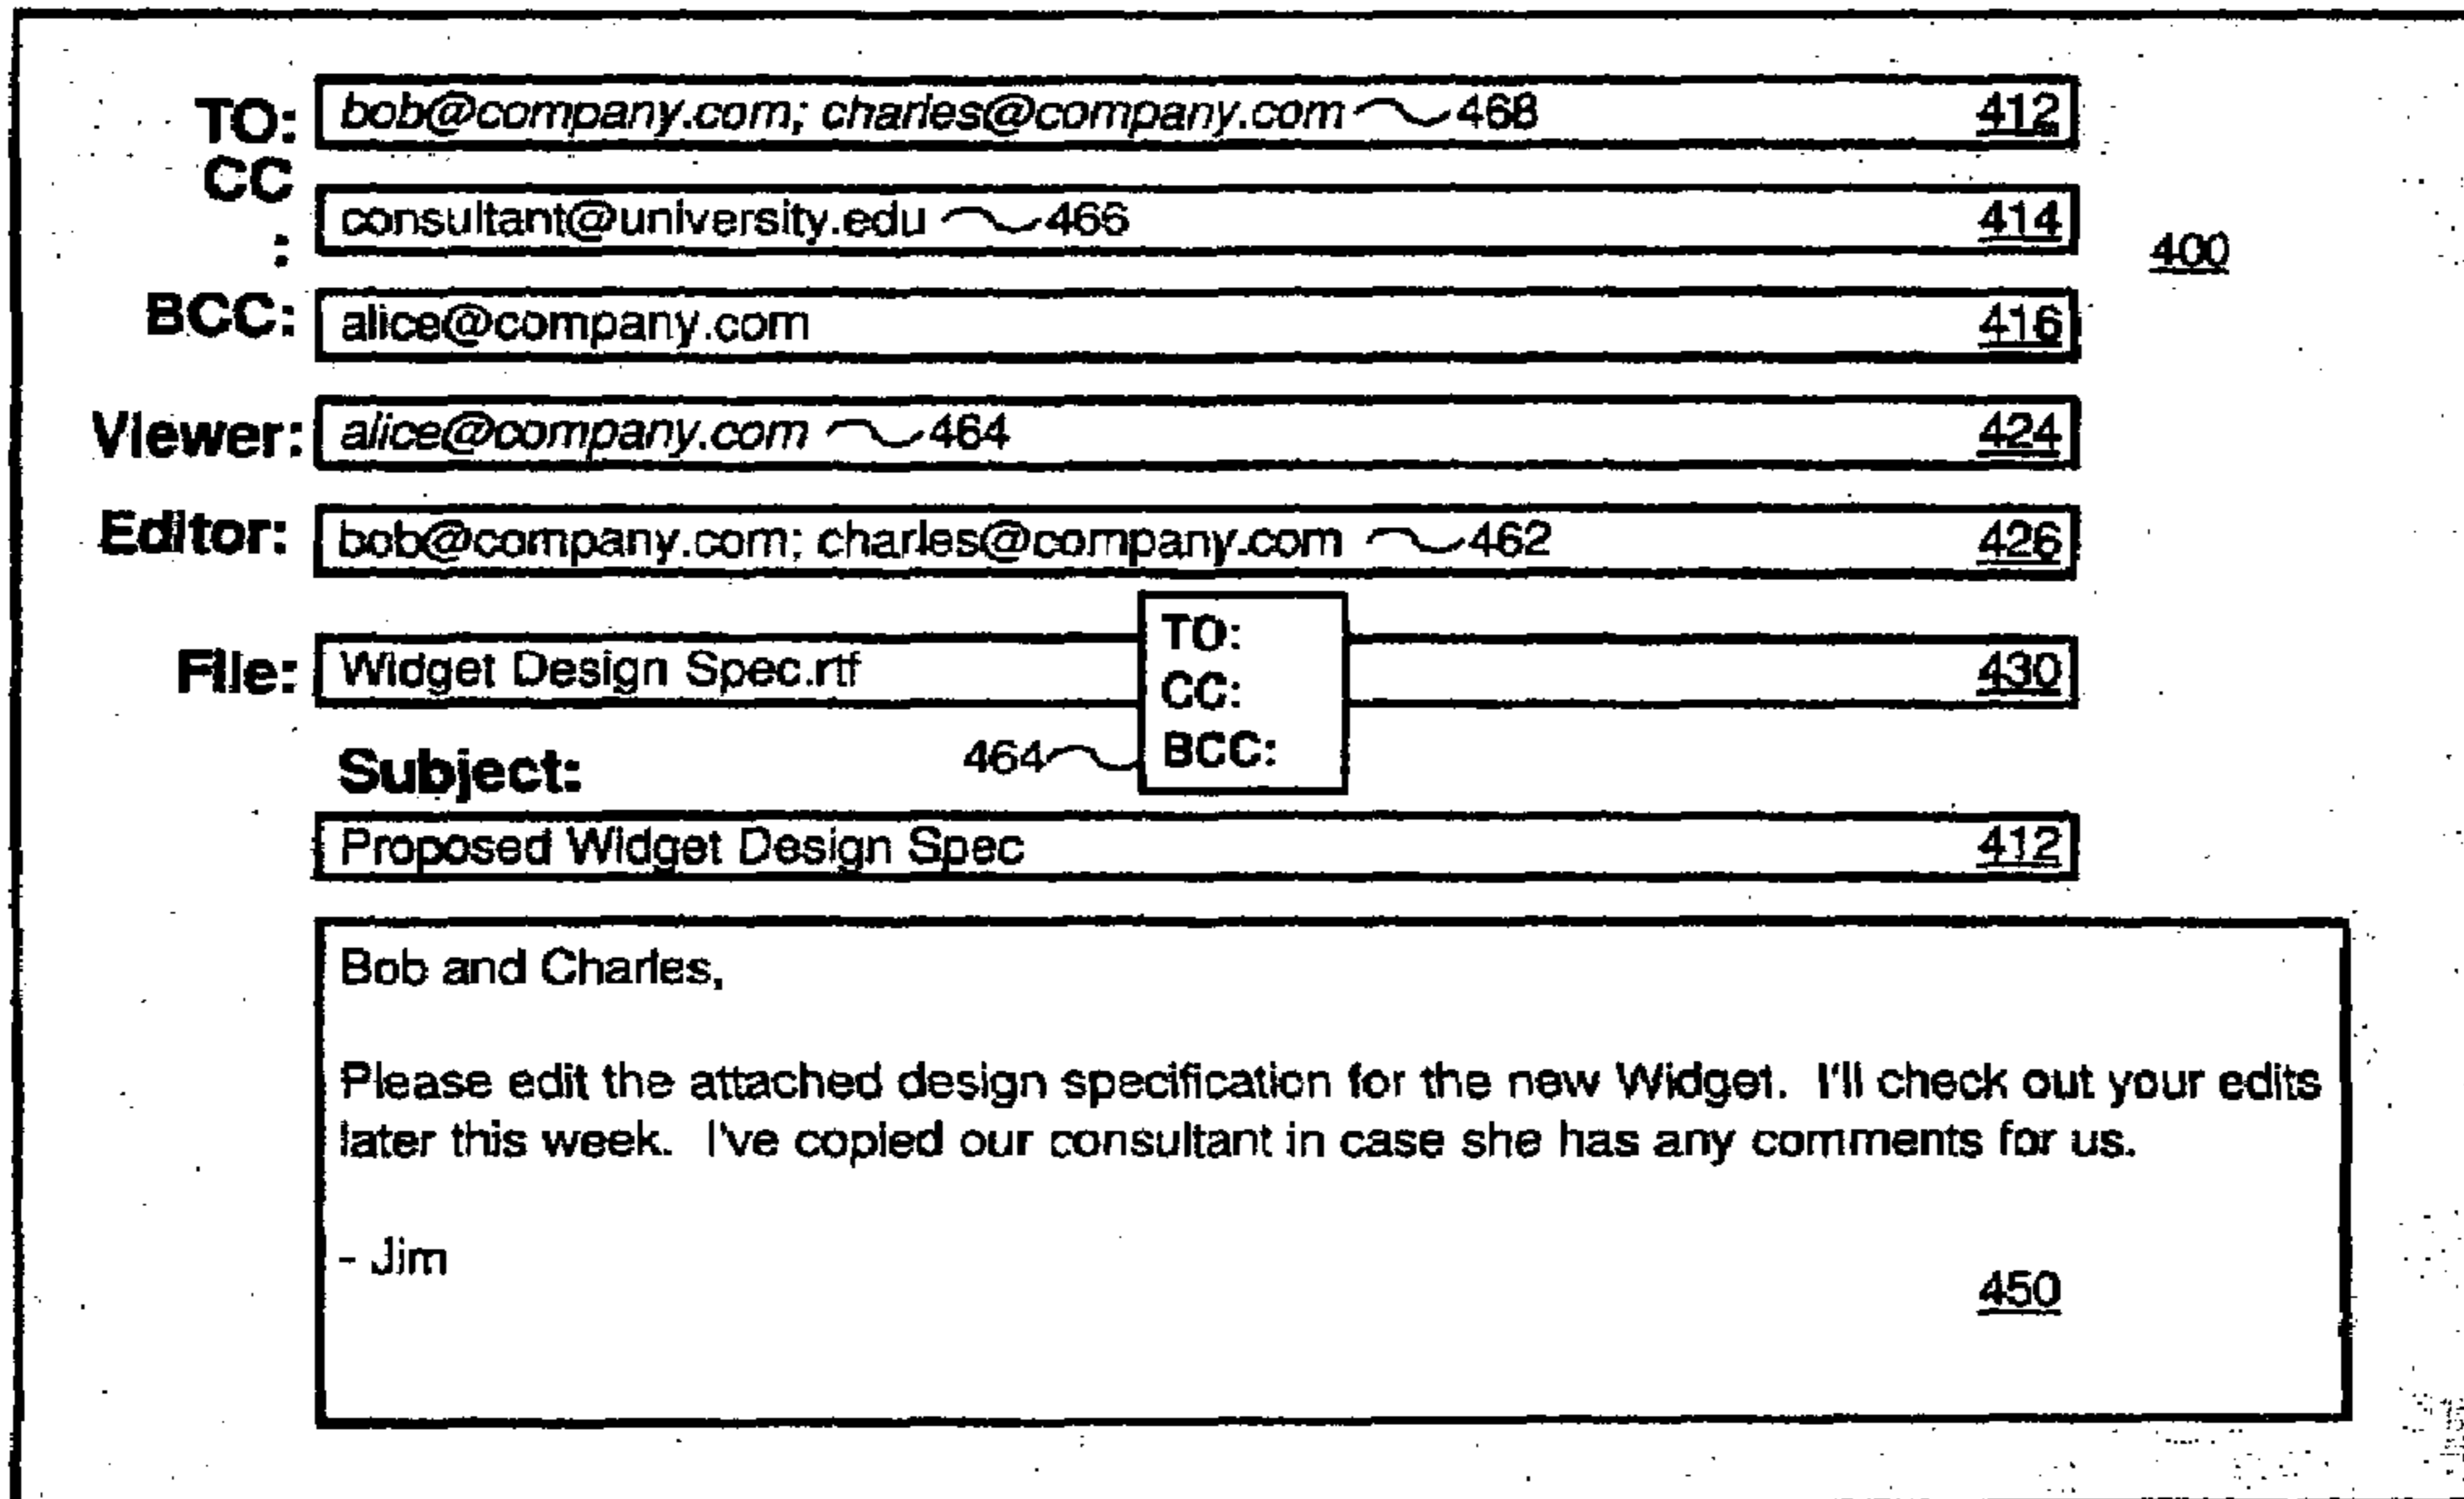 TO: bob@company.com; charles@company.com 468 412
CC
: consultant@university.edu 466 414
400
BCC: alice@company.com 416
Viewer: alice@company.com 464 424
Editor: bob@company.com; charles@company.com 462 426
TO:
File: Widget Design Spec.rtf 430
CC:
464 BCC:
Subject:
Proposed Widget Design Spec 412
Bob and Charles,
Please edit the attached design specification for the new Widget. I'll check out your edits
later this week. I've copied our consultant in case she has any comments for us.
- Jim
450